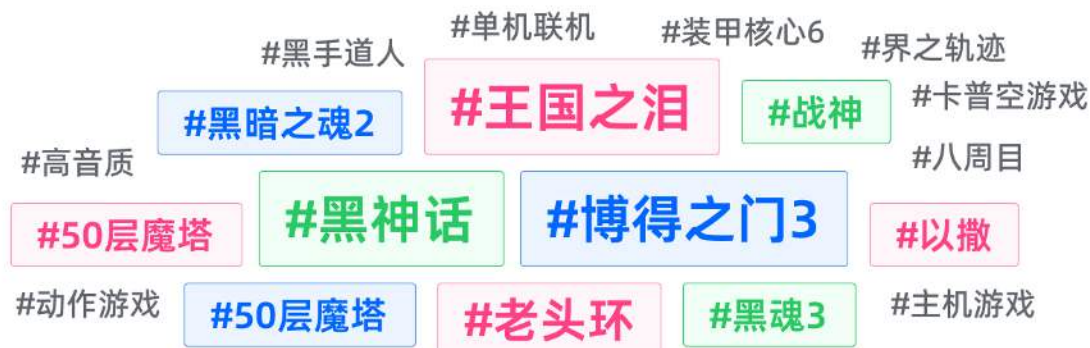 #单机联机
#装甲核心6
#黑手道人
#界之轨迹
#王国之泪
#战神
#卡普空游戏
#黑暗之魂2
#高音质
#八周目
#50层魔塔
#黑神话
#博得之门3
#以撒
#动作游戏
#50层魔塔
#老头环
#黑魂3
#主机游戏